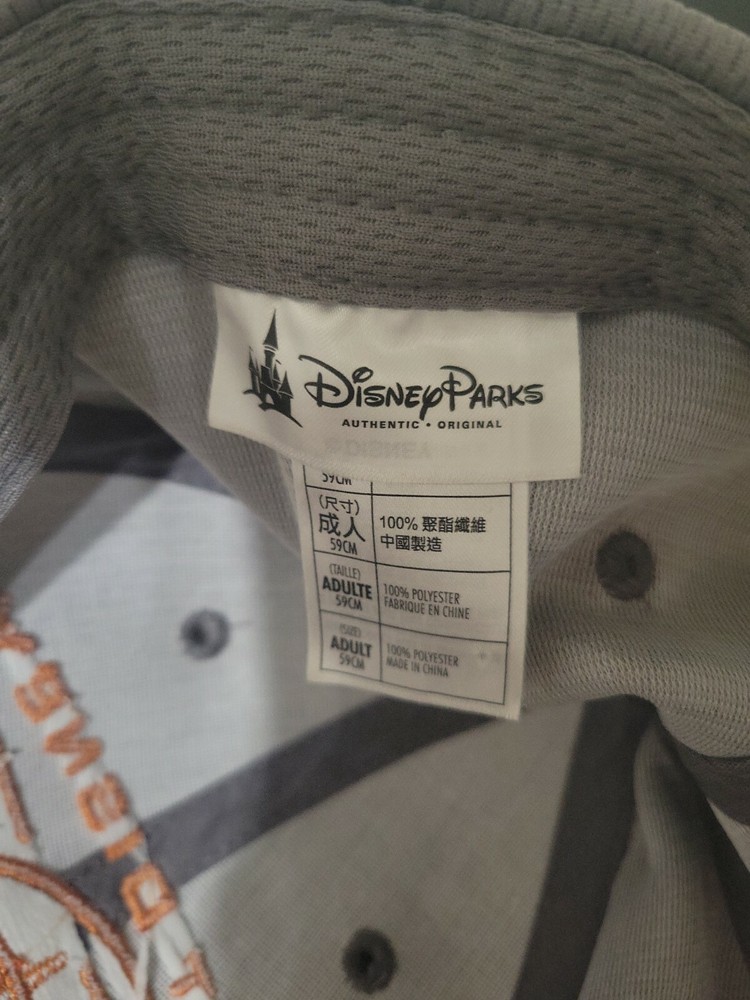 DISNEYPARKS
AUTHENTIC • ORIGINAL
59CM
(尺寸)
成人
59CM
100% 聚酯纖維
中國製造
(TAILLE)
ADULTE
59CM
100% POLYESTER
FABRIQUE EN CHINE
(SIZE)
ADULT
59CM
100% POLYESTER
MADE IN CHINA